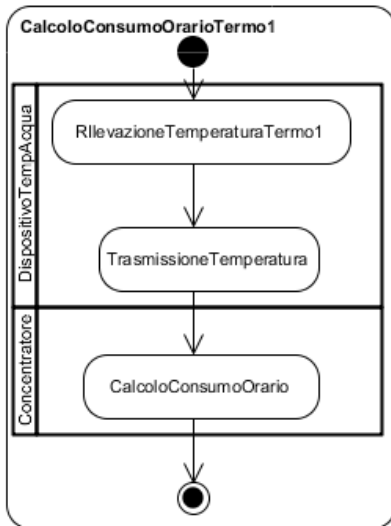 CalcoloConsumoOrarioTermo1
DispositivoTempAcqua
RIlevazioneTemperaturaTermo1
TrasmissioneTemperatura
Concentratore
CalcoloConsumoOrario